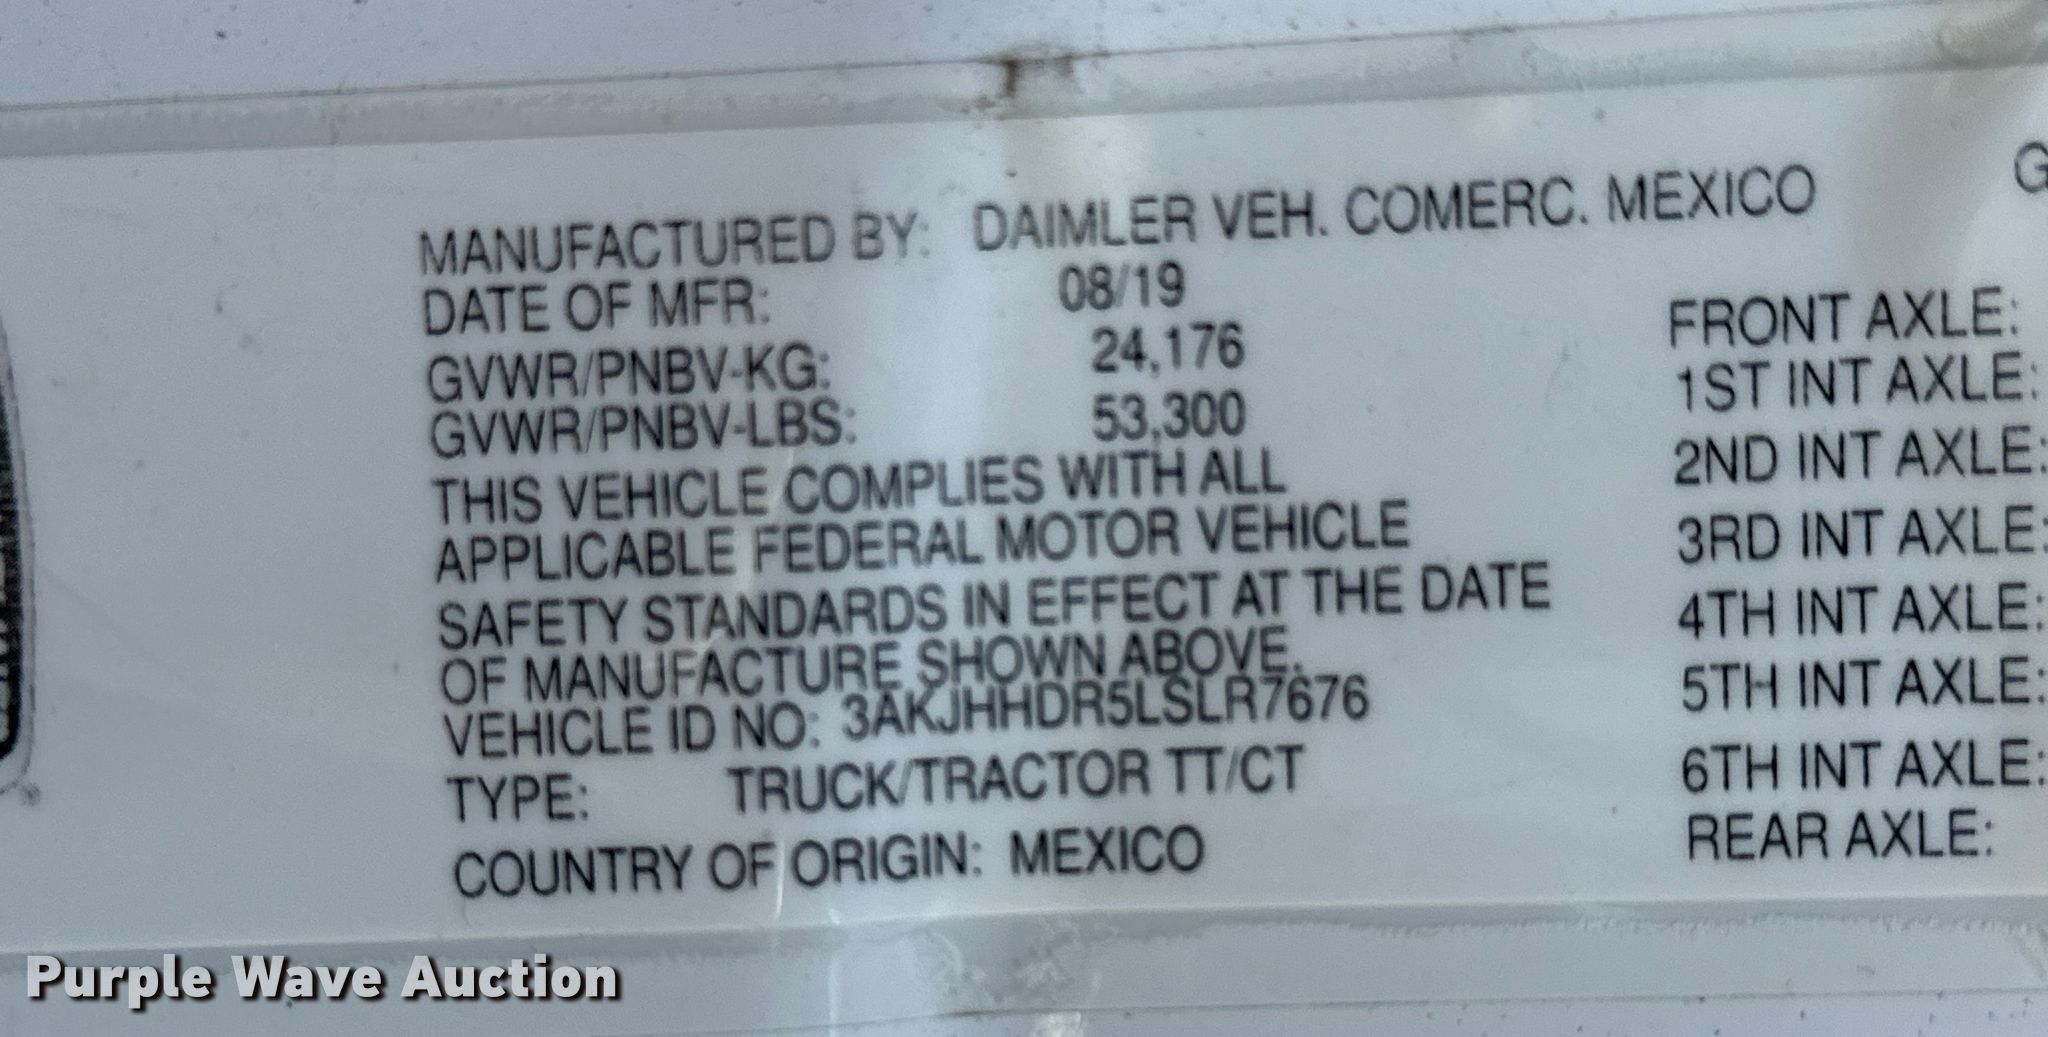 MANUFACTURED BY: DAIMLER VEH. COMERC. MEXICO
DATE OF MFR: 08/19
GVWR/PNBV-KG: 24,176
GVWR/PNBV-LBS: 53,300
THIS VEHICLE COMPLIES WITH ALL
APPLICABLE FEDERAL MOTOR VEHICLE
SAFETY STANDARDS IN EFFECT AT THE DATE
OF MANUFACTURE SHOWN ABOVE.
VEHICLE ID NO: 3AKJHHDR5LSLR7676
TYPE: TRUCK/TRACTOR TT/CT
COUNTRY OF ORIGIN: MEXICO
G
FRONT AXLE:
1ST INT AXLE:
2ND INT AXLE:
3RD INT AXLE:
4TH INT AXLE:
5TH INT AXLE:
6TH INT AXLE:
REAR AXLE:
Purple Wave Auction